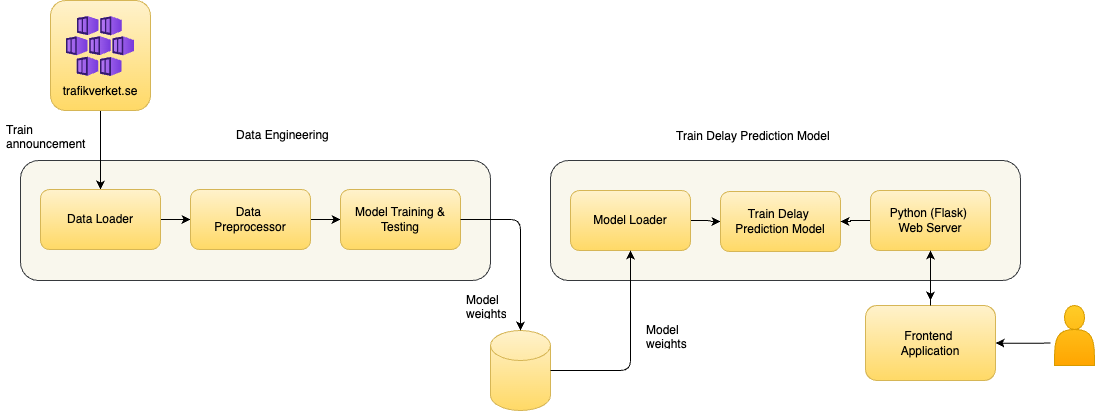 trafikverket.se
Train
announcement
Data Engineering
Train Delay Prediction Model
Data Loader
Data
Preprocessor
Model Training &
Testing
Model Loader
Train Delay
Prediction Model
Python (Flask)
Web Server
Model
weights
Model
weights
Frontend
Application